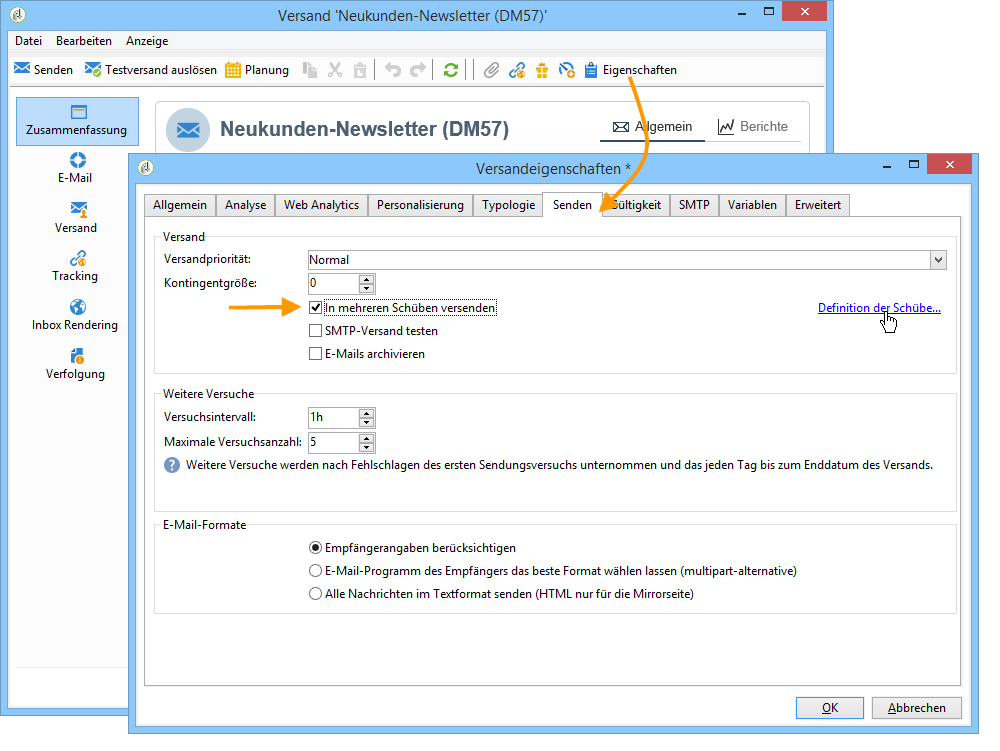 Versand 'Neukunden-Newsletter (DM57)'
Datei Bearbeiten Anzeige
Senden Testversand auslösen Planung Eigenschaften
Zusammenfassung
E-Mail
Versand
Tracking
Inbox Rendering
Verfolgung
Neukunden-Newsletter (DM57)
Allgemein Berichte
Versandeigenschaften *
Allgemein Analyse Web Analytics Personalisierung Typologie Senden Gültigkeit SMTP Variablen Erweitert
Versand
Versandpriorität: Normal
Kontingentgröße: 0
In mehreren Schüben versenden Definition der Schübe...
SMTP-Versand testen
E-Mails archivieren
Weitere Versuche
Versuchsintervall: 1h
Maximale Versuchsanzahl: 5
? Weitere Versuche werden nach Fehlschlagen des ersten Sendungsversuchs unternommen und das jeden Tag bis zum Enddatum des Versands.
E-Mail-Formate
Empfängerangaben berücksichtigen
E-Mail-Programm des Empfängers das beste Format wählen lassen (multipart-alternative)
Alle Nachrichten im Textformat senden (HTML nur für die Mirrorseite)
OK Abbrechen